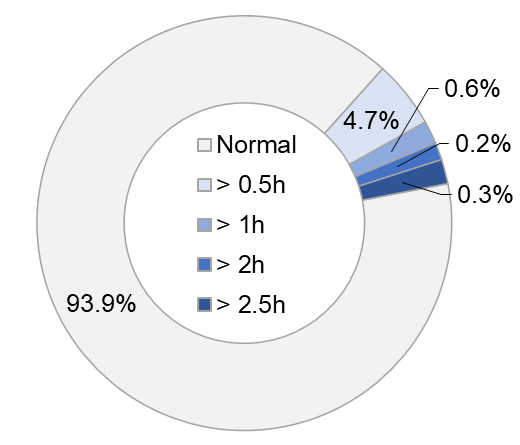 0.6%
4.7%
Normal
0.2%
> 0.5h
0.3%
> 1h
> 2h
93.9%
> 2.5h